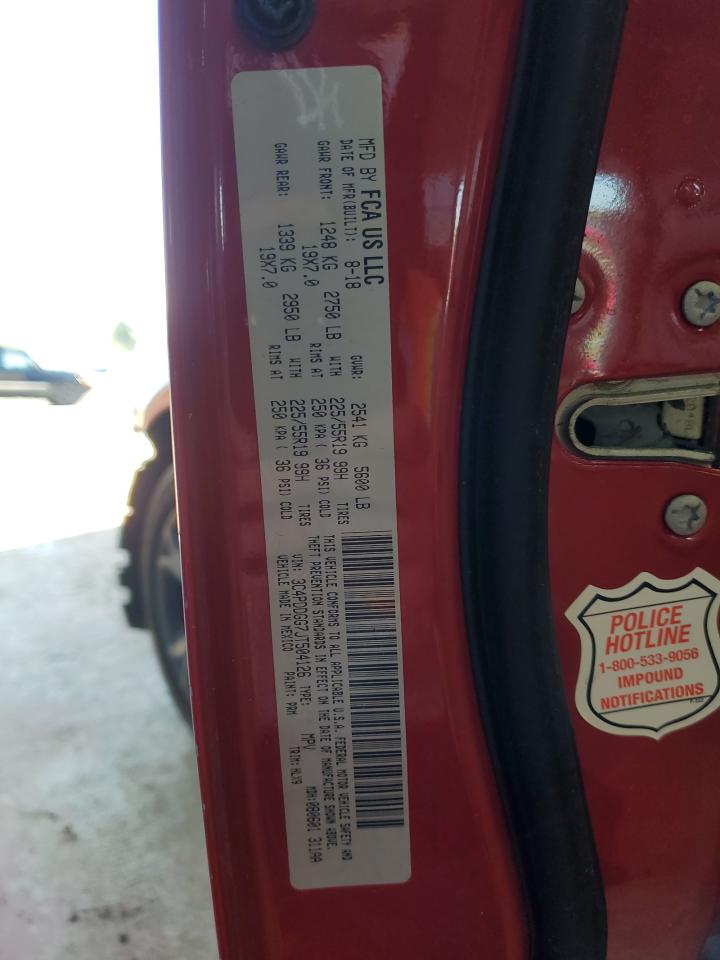 MFD BY FCA US LLC
DATE OF MFR(BUILT): 8-18 GVWR: 2541 KG 5600 LB
GAWR FRONT: 1248 KG 2750 LB WITH 225/55R19 99H TIRES
19X7.0 RIMS AT 250 KPA ( 36 PSI) COLD
GAWR REAR: 1339 KG 2950 LB WITH 225/55R19 99H TIRES
19X7.0 RIMS AT 250 KPA ( 36 PSI) COLD
THIS VEHICLE CONFORMS TO ALL APPLICABLE U.S.A. FEDERAL MOTOR VEHICLE SAFETY AND
THEFT PREVENTION STANDARDS IN EFFECT ON THE DATE OF MANUFACTURE SHOWN ABOVE.
VIN: 3C4PDDGG7JT504126 TYPE: MPV MDH:080601 311AA
VEHICLE MADE IN MEXICO PAINT: PRM TRIM:HLX9
POLICE
HOTLINE
1-800-533-9056
IMPOUND
NOTIFICATIONS